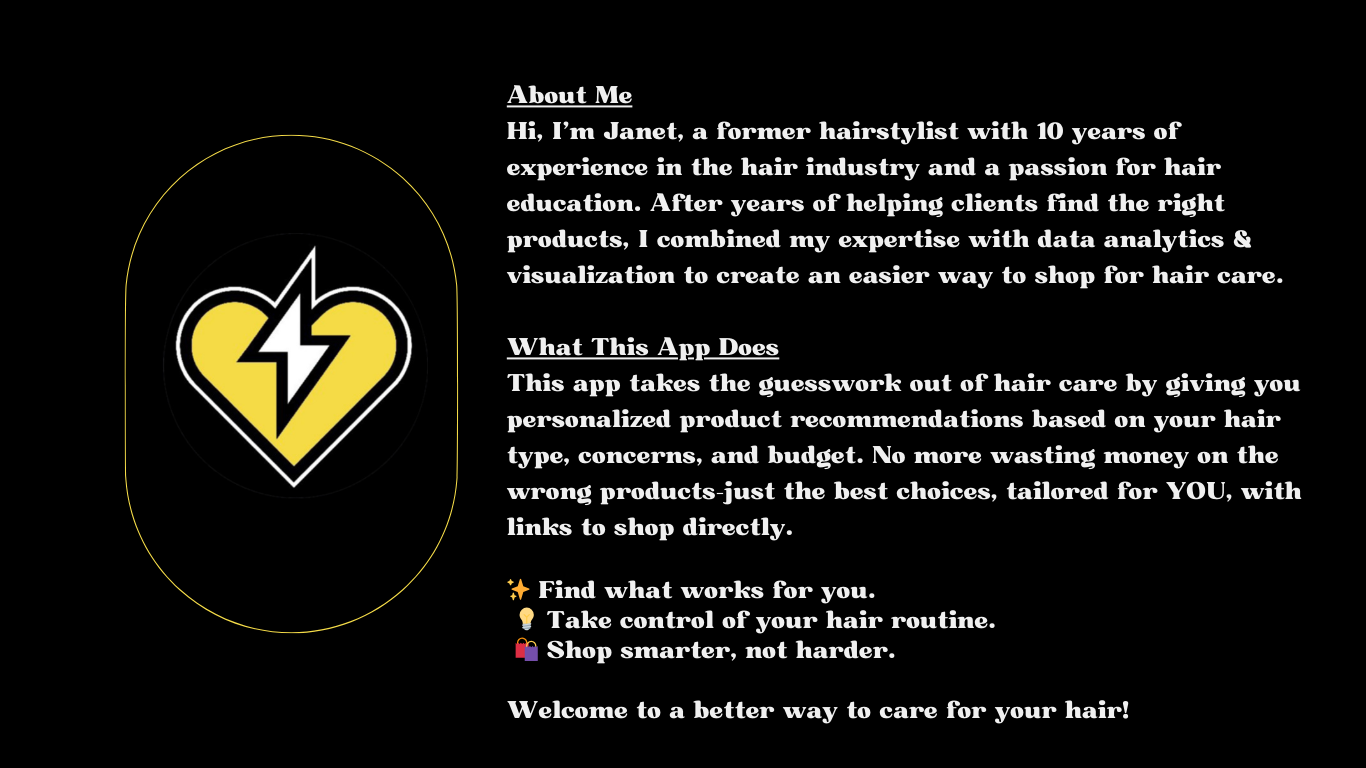 About Me
Hi, I'm Janet, a former hairstylist with 10 years of
experience in the hair industry and a passion for hair
education. After years of helping clients find the right
products, I combined my expertise with data analytics &
visualization to create an easier way to shop for hair care.
What This App Does
This app takes the guesswork out of hair care by giving you
personalized product recommendations based on your hair
type, concerns, and budget. No more wasting money on the
wrong products-just the best choices, tailored for YOU, with
links to shop directly.
✨ Find what works for you.
💡 Take control of your hair routine.
🛍️ Shop smarter, not harder.
Welcome to a better way to care for your hair!